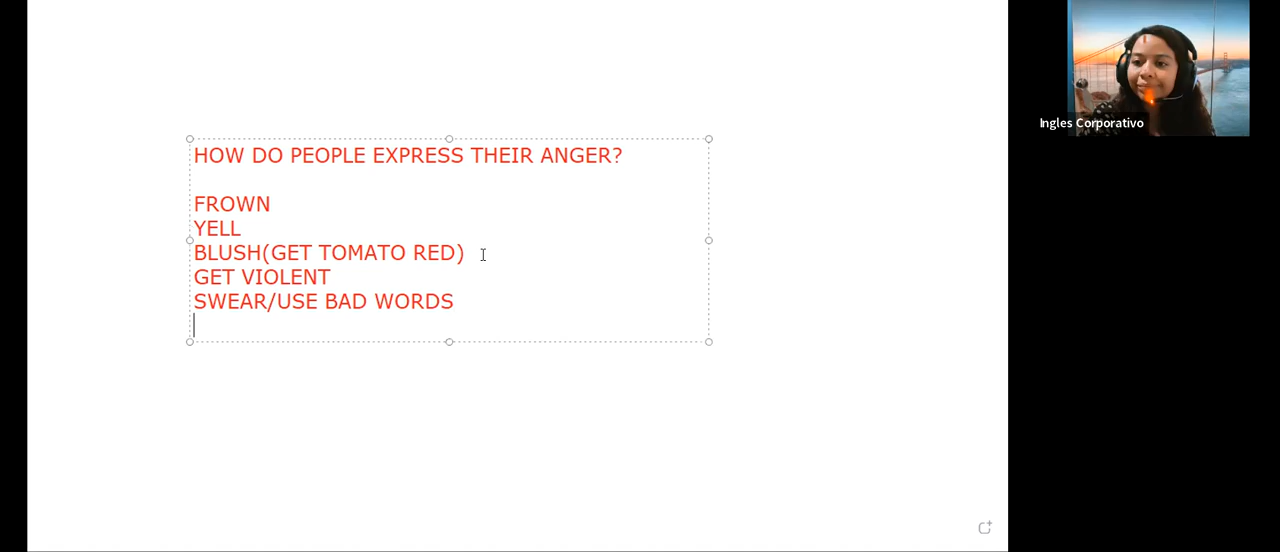 HOW DO PEOPLE EXPRESS THEIR ANGER?
FROWN
YELL
BLUSH(GET TOMATO RED)
GET VIOLENT
SWEAR/USE BAD WORDS
Ingles Corporativo